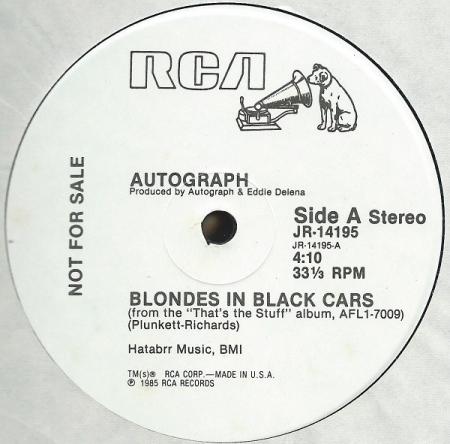 RCA
NOT FOR SALE
AUTOGRAPH
Produced by Autograph & Eddie Delena
Side A Stereo
JR-14195
JR-14195-A
4:10
33⅓ RPM
BLONDES IN BLACK CARS
(from the "That's the Stuff" album, AFL1-7009)
(Plunkett-Richards)
Hatabrr Music, BMI
TM(s)® RCA CORP.—MADE IN U.S.A.
℗ 1985 RCA RECORDS